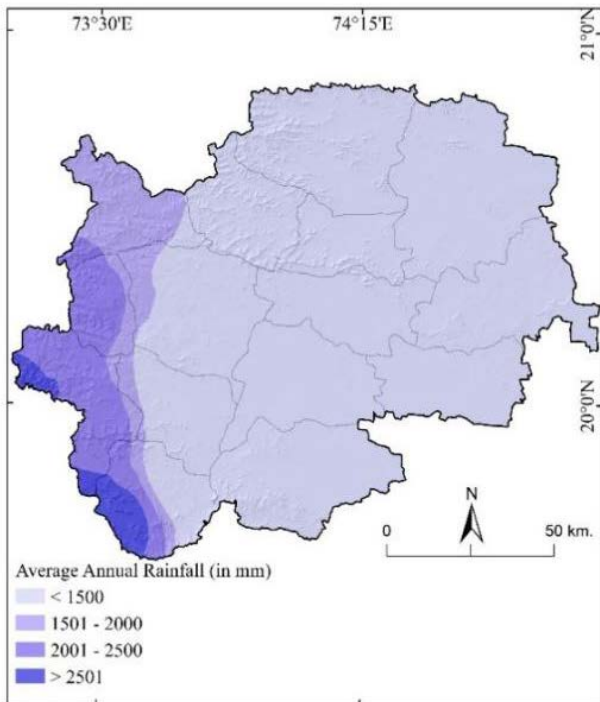 73°30'E
74°15'E
21°0'N
20°0'N
N
0 50 km.
Average Annual Rainfall (in mm)
< 1500
1501 - 2000
2001 - 2500
> 2501